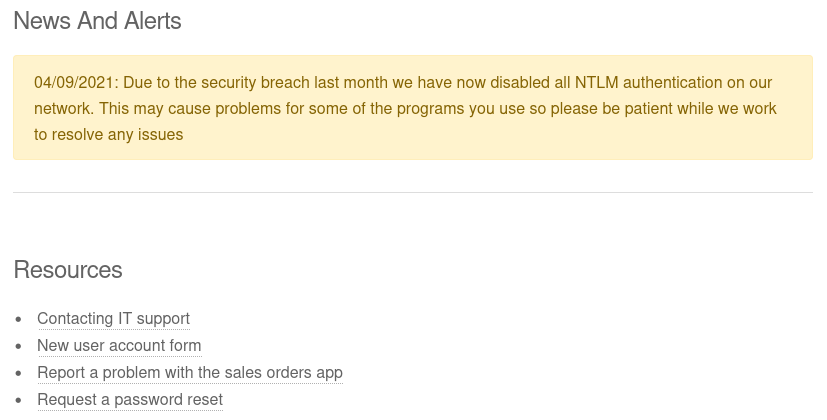 News And Alerts
04/09/2021: Due to the security breach last month we have now disabled all NTLM authentication on our
network. This may cause problems for some of the programs you use so please be patient while we work
to resolve any issues
Resources
Contacting IT support
New user account form
Report a problem with the sales orders app
Request a password reset